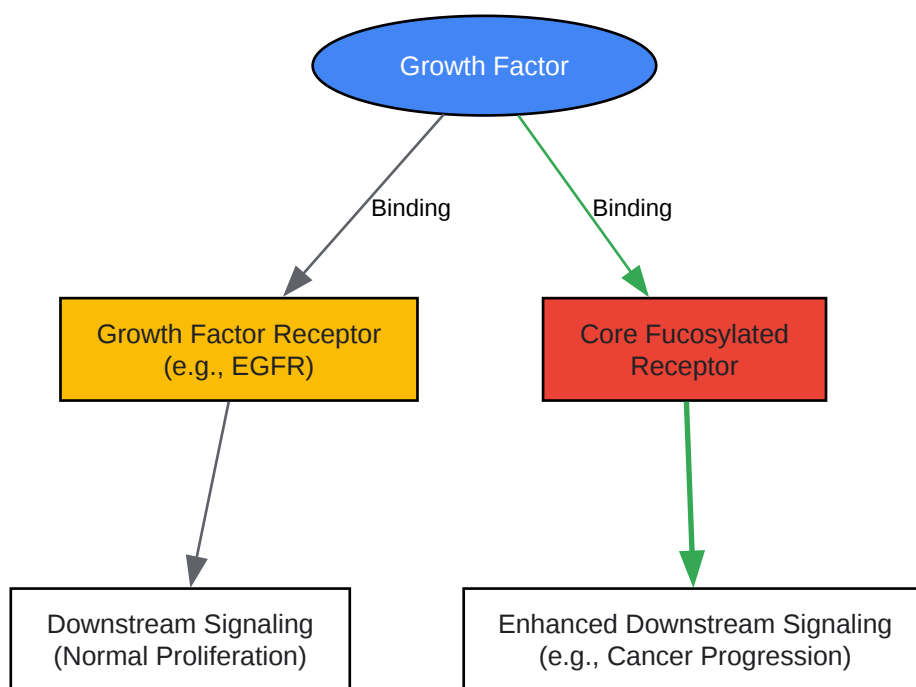 Growth Factor
Binding
Binding
Growth Factor Receptor
(e.g., EGFR)
Core Fucosylated
Receptor
Downstream Signaling
(Normal Proliferation)
Enhanced Downstream Signaling
(e.g., Cancer Progression)